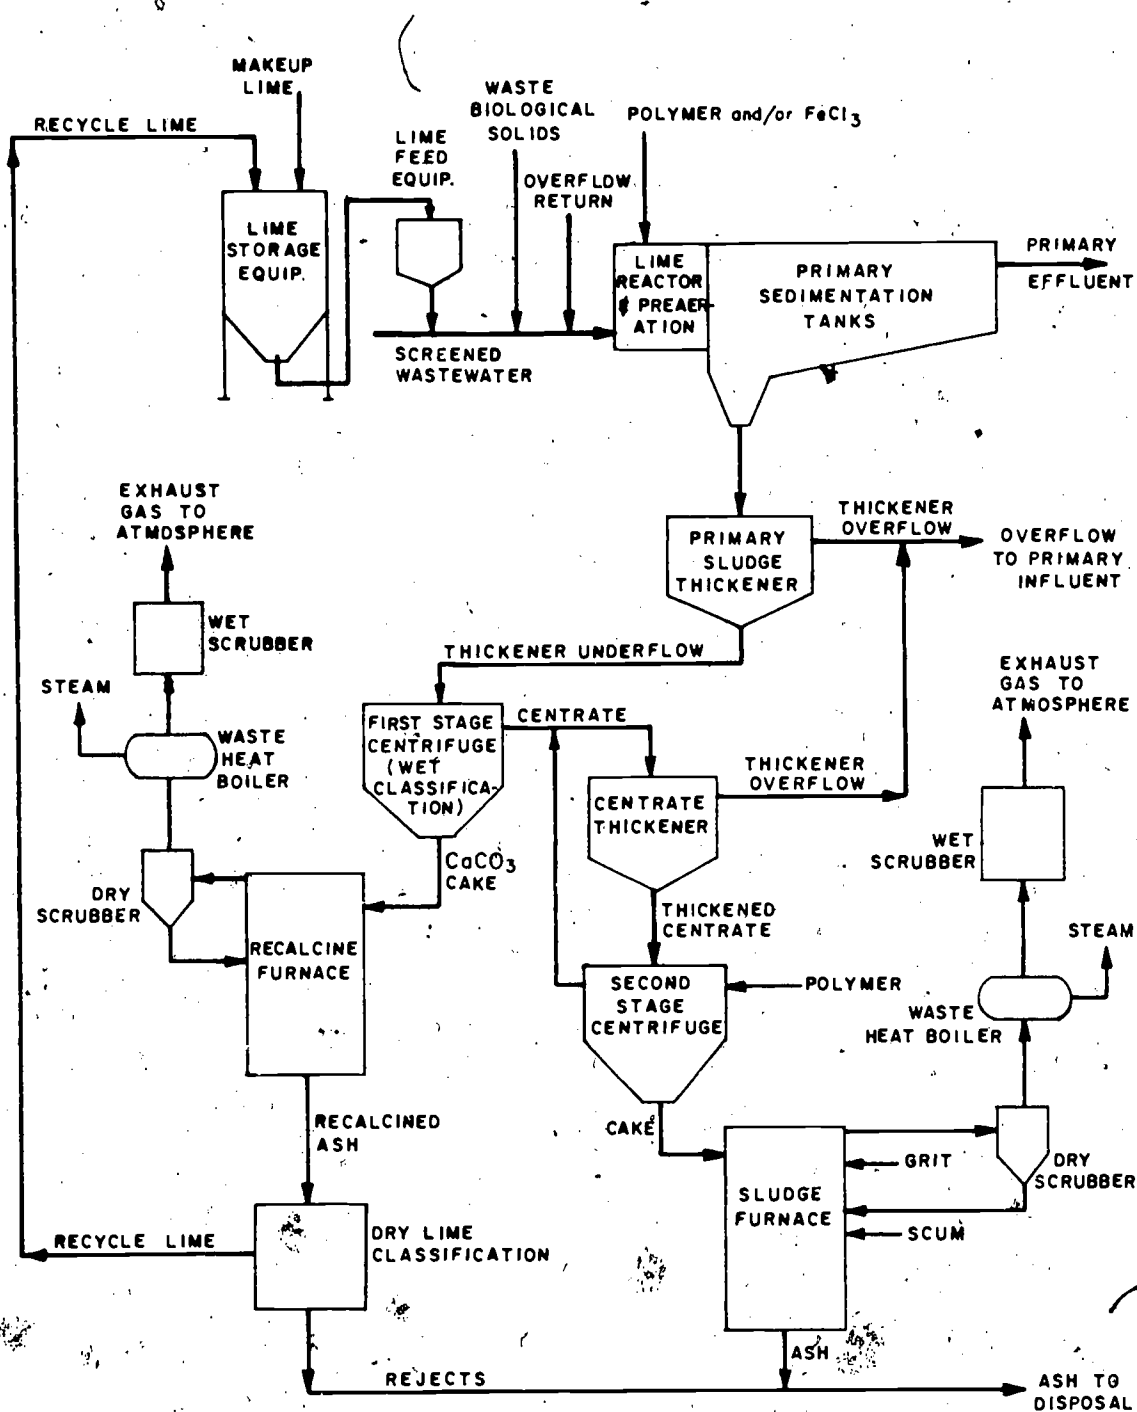 MAKEUP
LIME
RECYCLE LIME
LIME
FEED
EQUIP.
WASTE
BIOLOGICAL
SOLIDS
POLYMER and/or FeCl3
OVERFLOW
RETURN
LIME
STORAGE
EQUIP.
LIME
REACTOR
& PREAER-
ATION
PRIMARY
SEDIMENTATION
TANKS
PRIMARY
EFFLUENT
SCREENED
WASTEWATER
EXHAUST
GAS TO
ATMOSPHERE
PRIMARY
SLUDGE
THICKENER
THICKENER
OVERFLOW
OVERFLOW
TO PRIMARY
INFLUENT
WET
SCRUBBER
THICKENER UNDERFLOW
STEAM
WASTE
HEAT
BOILER
FIRST STAGE
CENTRIFUGE
(WET
CLASSIFICA-
TION)
CENTRATE
EXHAUST
GAS TO
ATMOSPHERE
THICKENER
OVERFLOW
CENTRATE
THICKENER
WET
SCRUBBER
DRY
SCRUBBER
CaCO3
CAKE
THICKENED
CENTRATE
STEAM
RECALCINE
FURNACE
SECOND
STAGE
CENTRIFUGE
POLYMER
WASTE
HEAT BOILER
RECALCINED
ASH
CAKE
GRIT
DRY
SCRUBBER
SLUDGE
FURNACE
SCUM
RECYCLE LIME
DRY LIME
CLASSIFICATION
ASH
REJECTS
ASH TO
DISPOSAL